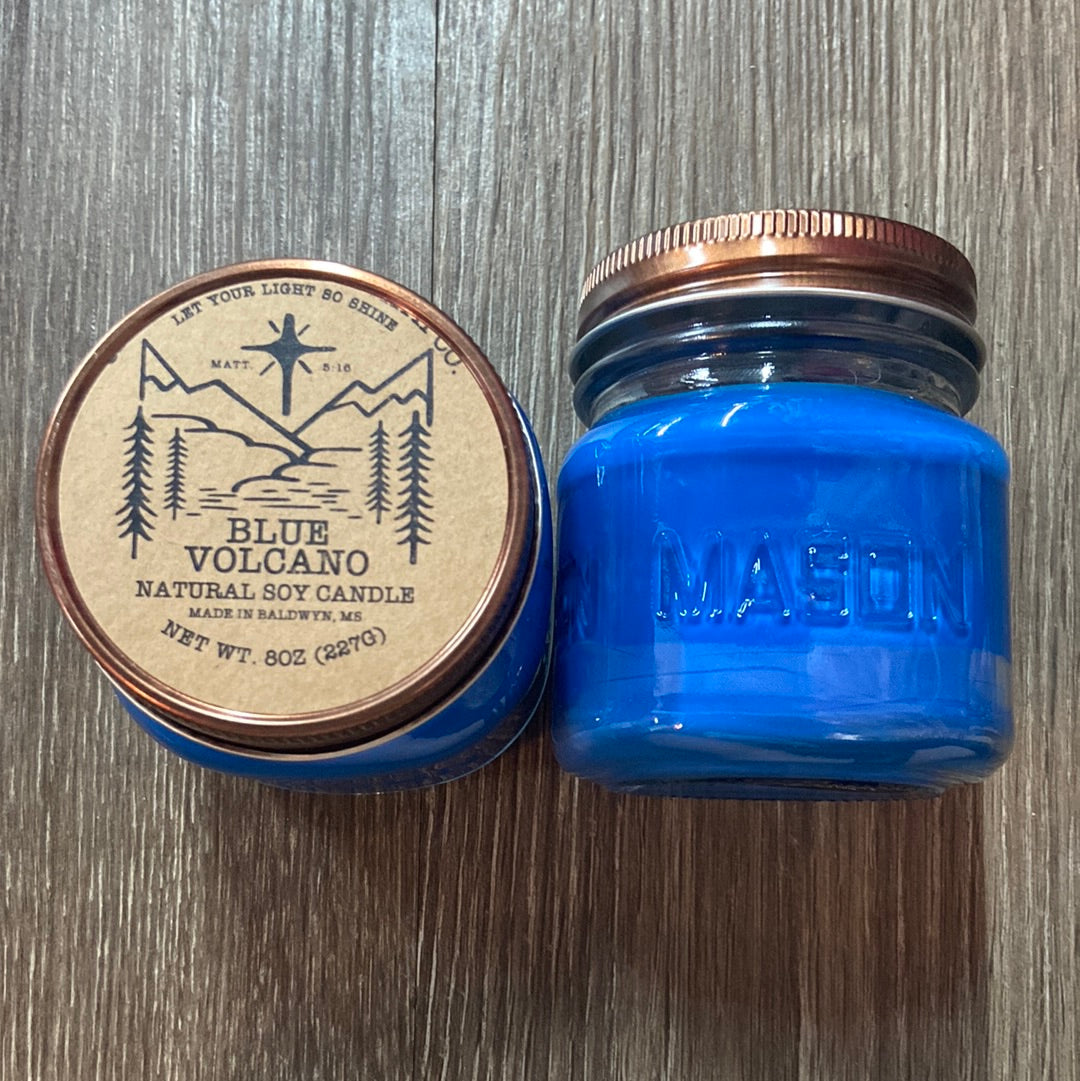 LET YOUR LIGHT SO SHINE
CO.
MATT. 5:16
BLUE
VOLCANO
NATURAL SOY CANDLE
MADE IN BALDWYN, MS
NET WT. 8OZ (227G)
MASON